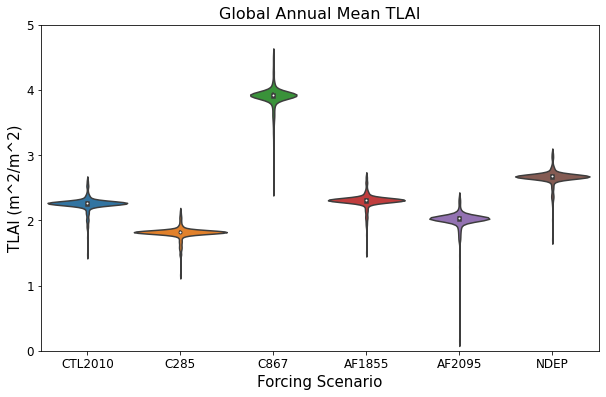 Global Annual Mean TLAI
TLAI (m^2/m^2)
5
4
3
2
1
0
CTL2010 C285 C867 AF1855 AF2095 NDEP
Forcing Scenario